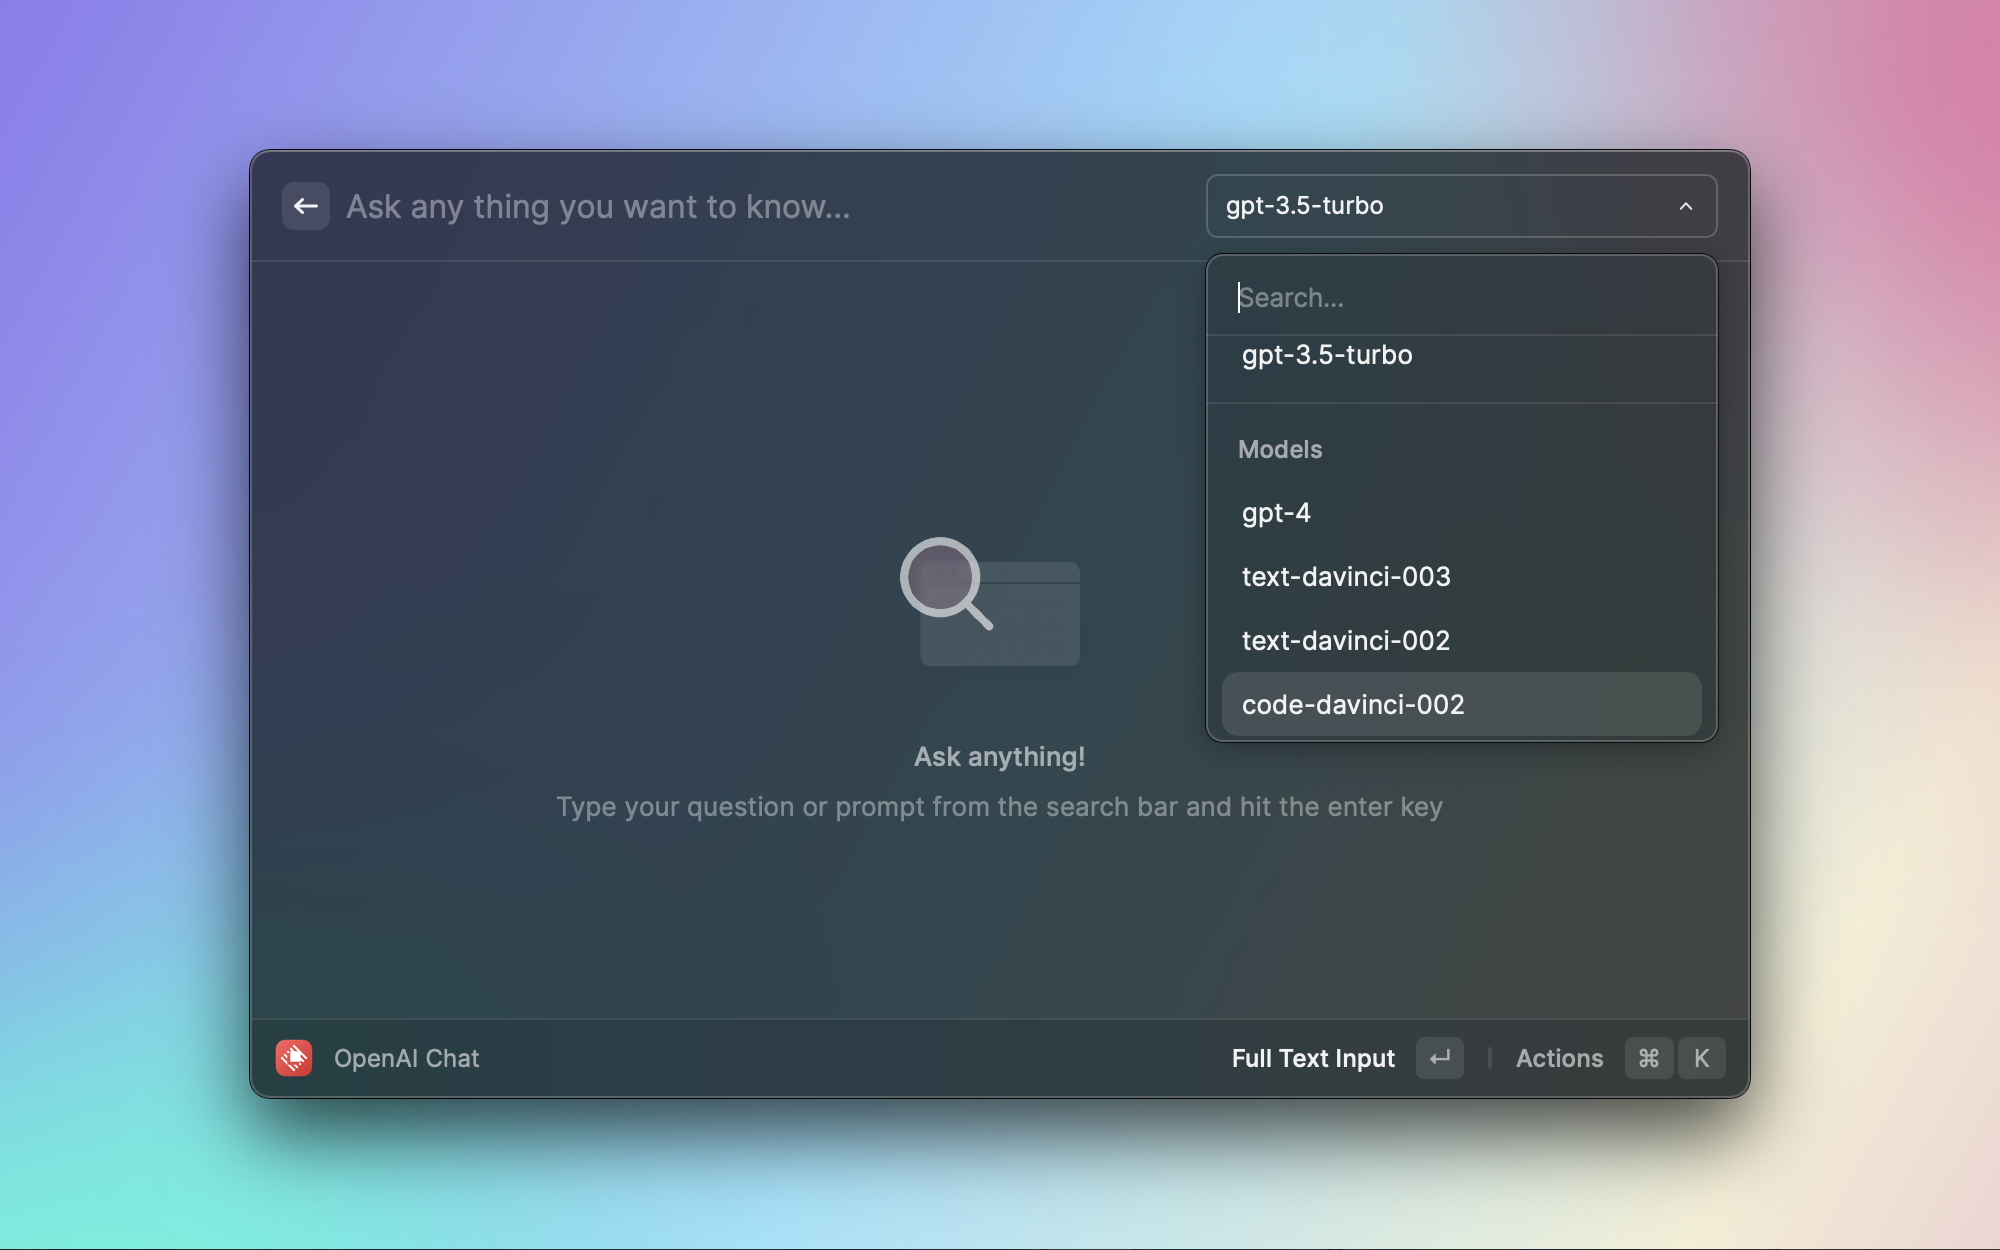 Ask any thing you want to know...
gpt-3.5-turbo
Search...
gpt-3.5-turbo
Models
gpt-4
text-davinci-003
text-davinci-002
code-davinci-002
Ask anything!
Type your question or prompt from the search bar and hit the enter key
OpenAI Chat
Full Text Input ↵ | Actions ⌘ K